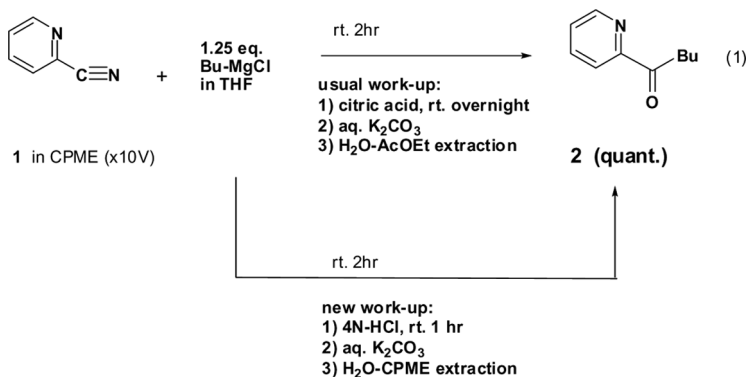 N
C≡N
+
1.25 eq.
Bu-MgCl
in THF
rt. 2hr
usual work-up:
1) citric acid, rt. overnight
2) aq. K₂CO₃
3) H₂O-AcOEt extraction
N
Bu
O
(1)
1 in CPME (x10V)
2 (quant.)
rt. 2hr
new work-up:
1) 4N-HCl, rt. 1 hr
2) aq. K₂CO₃
3) H₂O-CPME extraction